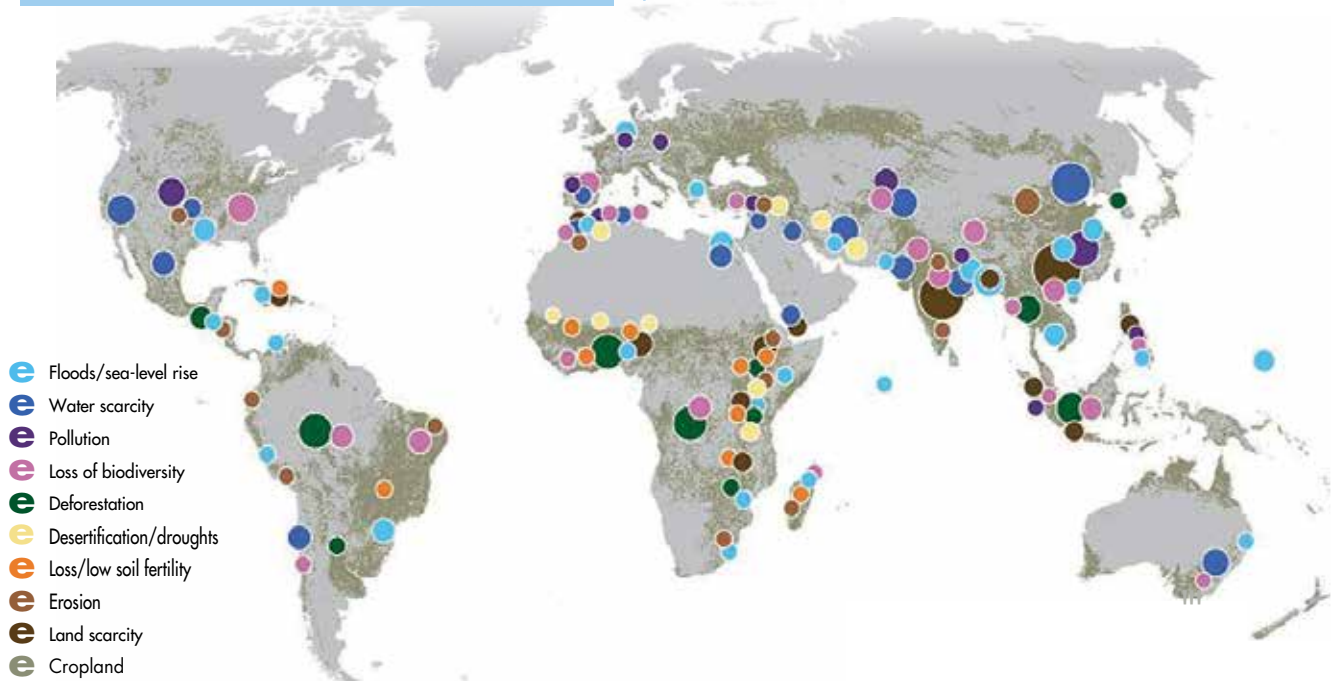 e Floods/sea-level rise
e Water scarcity
e Pollution
e Loss of biodiversity
e Deforestation
e Desertification/droughts
e Loss/low soil fertility
e Erosion
e Land scarcity
e Cropland